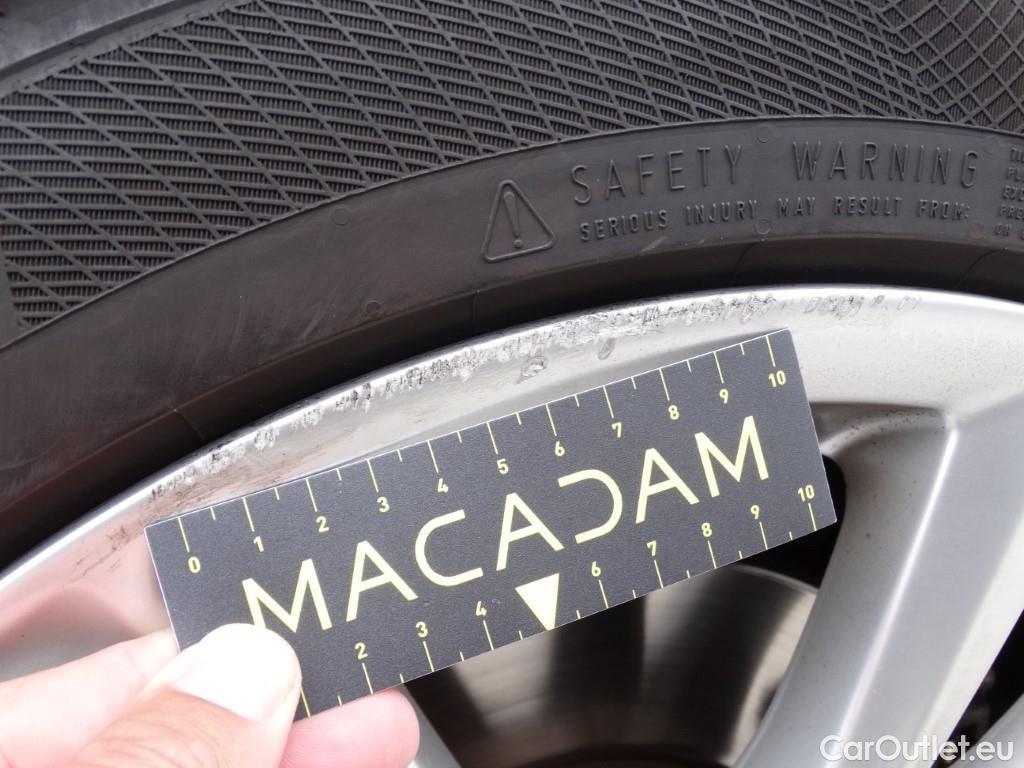 SAFETY WARNING
SERIOUS INJURY MAY RESULT FROM:
0 1 2 3 4 5 6 7 8 9 10
MACADAM
2 3 4 6 7 8 9 10
CarOutlet.eu